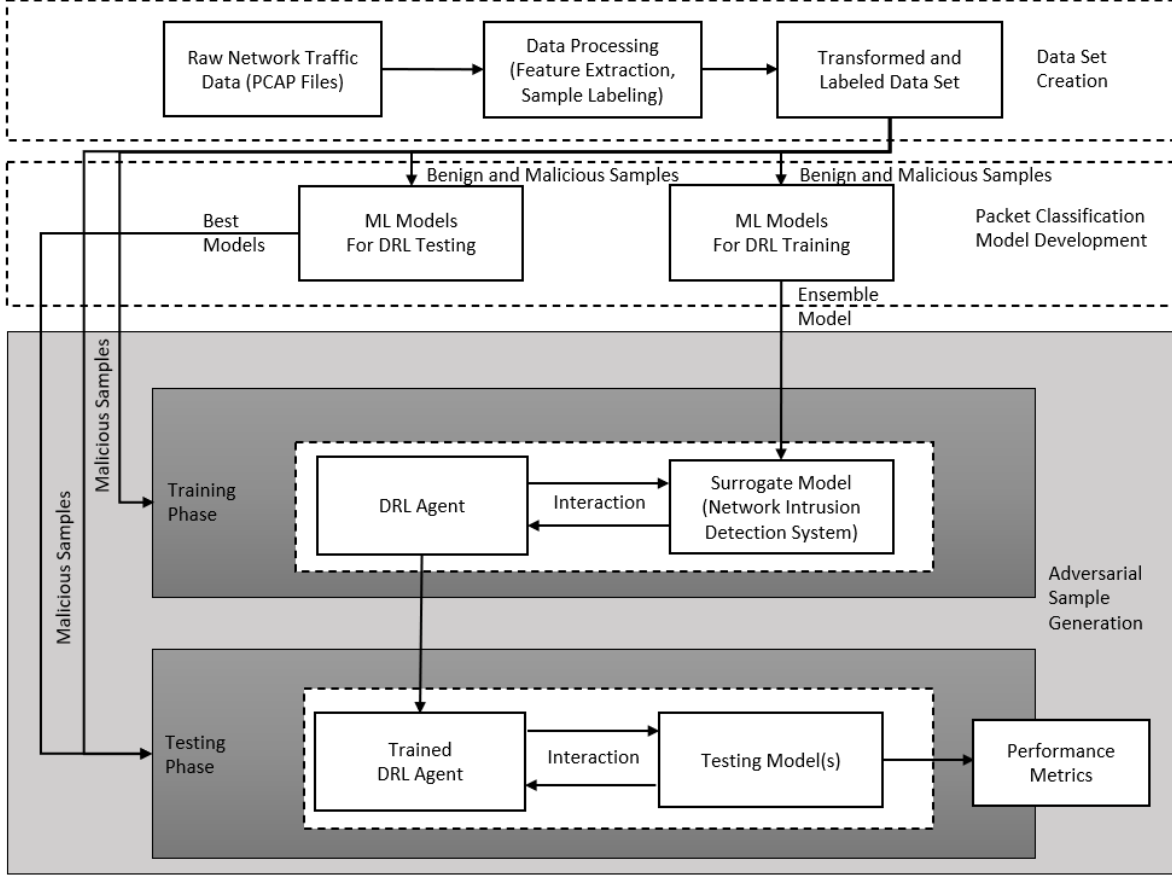 Raw Network Traffic
Data (PCAP Files)
Data Processing
(Feature Extraction,
Sample Labeling)
Transformed and
Labeled Data Set
Data Set
Creation
Benign and Malicious Samples
Benign and Malicious Samples
Best
Models
ML Models
For DRL Testing
ML Models
For DRL Training
Packet Classification
Model Development
Ensemble
Model
Malicious Samples
Malicious Samples
Training
Phase
DRL Agent
Interaction
Surrogate Model
(Network Intrusion
Detection System)
Adversarial
Sample
Generation
Testing
Phase
Trained
DRL Agent
Interaction
Testing Model(s)
Performance
Metrics